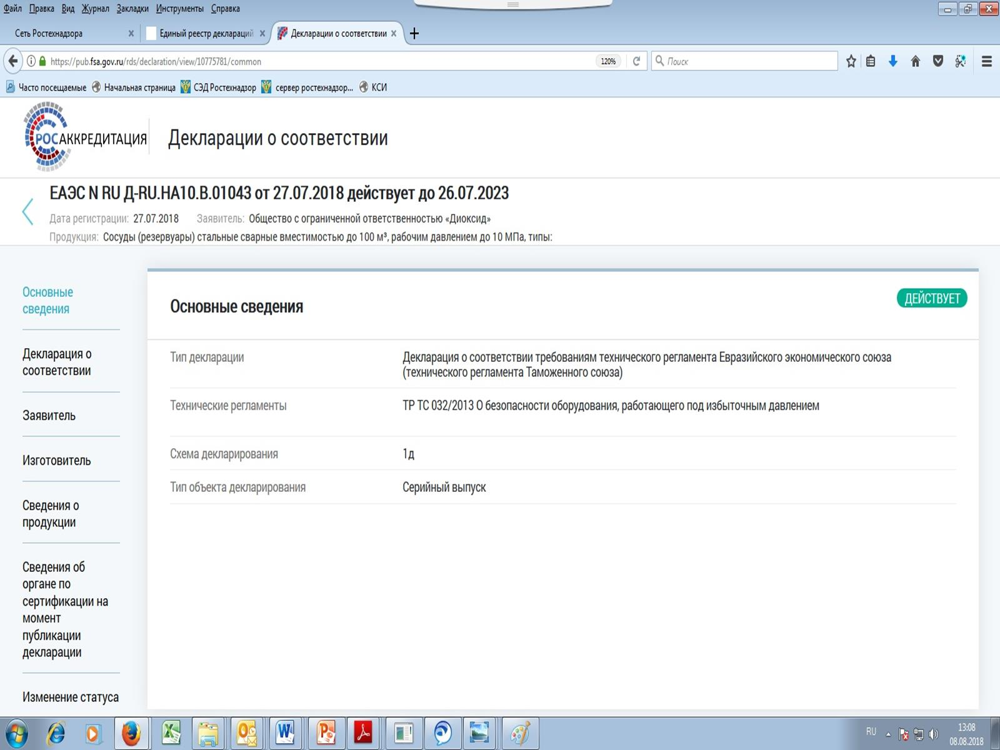 Файл Правка Вид Журнал Закладки Инструменты Справка
Сеть Ростехнадзора
Единый реестр деклараций
Декларации о соответствии
https://pub.fsa.gov.ru/rds/declaration/view/10775781/common
120%
Поиск
Часто посещаемые Начальная страница СЭД Ростехнадзор сервер ростехнадзор... КСИ
РОСАККРЕДИТАЦИЯ
Декларации о соответствии
ЕАЭС N RU Д-RU.НА10.В.01043 от 27.07.2018 действует до 26.07.2023
Дата регистрации: 27.07.2018 Заявитель: Общество с ограниченной ответственностью «Диоксид»
Продукция: Сосуды (резервуары) стальные сварные вместимостью до 100 м³, рабочим давлением до 10 МПа, типы:
Основные
сведения
Декларация о
соответствии
Заявитель
Изготовитель
Сведения о
продукции
Сведения об
органе по
сертификации на
момент
публикации
декларации
Изменение статуса
Основные сведения
ДЕЙСТВУЕТ
Тип декларации
Декларация о соответствии требованиям технического регламента Евразийского экономического союза
(технического регламента Таможенного союза)
Технические регламенты
ТР ТС 032/2013 О безопасности оборудования, работающего под избыточным давлением
Схема декларирования
1д
Тип объекта декларирования
Серийный выпуск
RU
13:08
08.08.2018